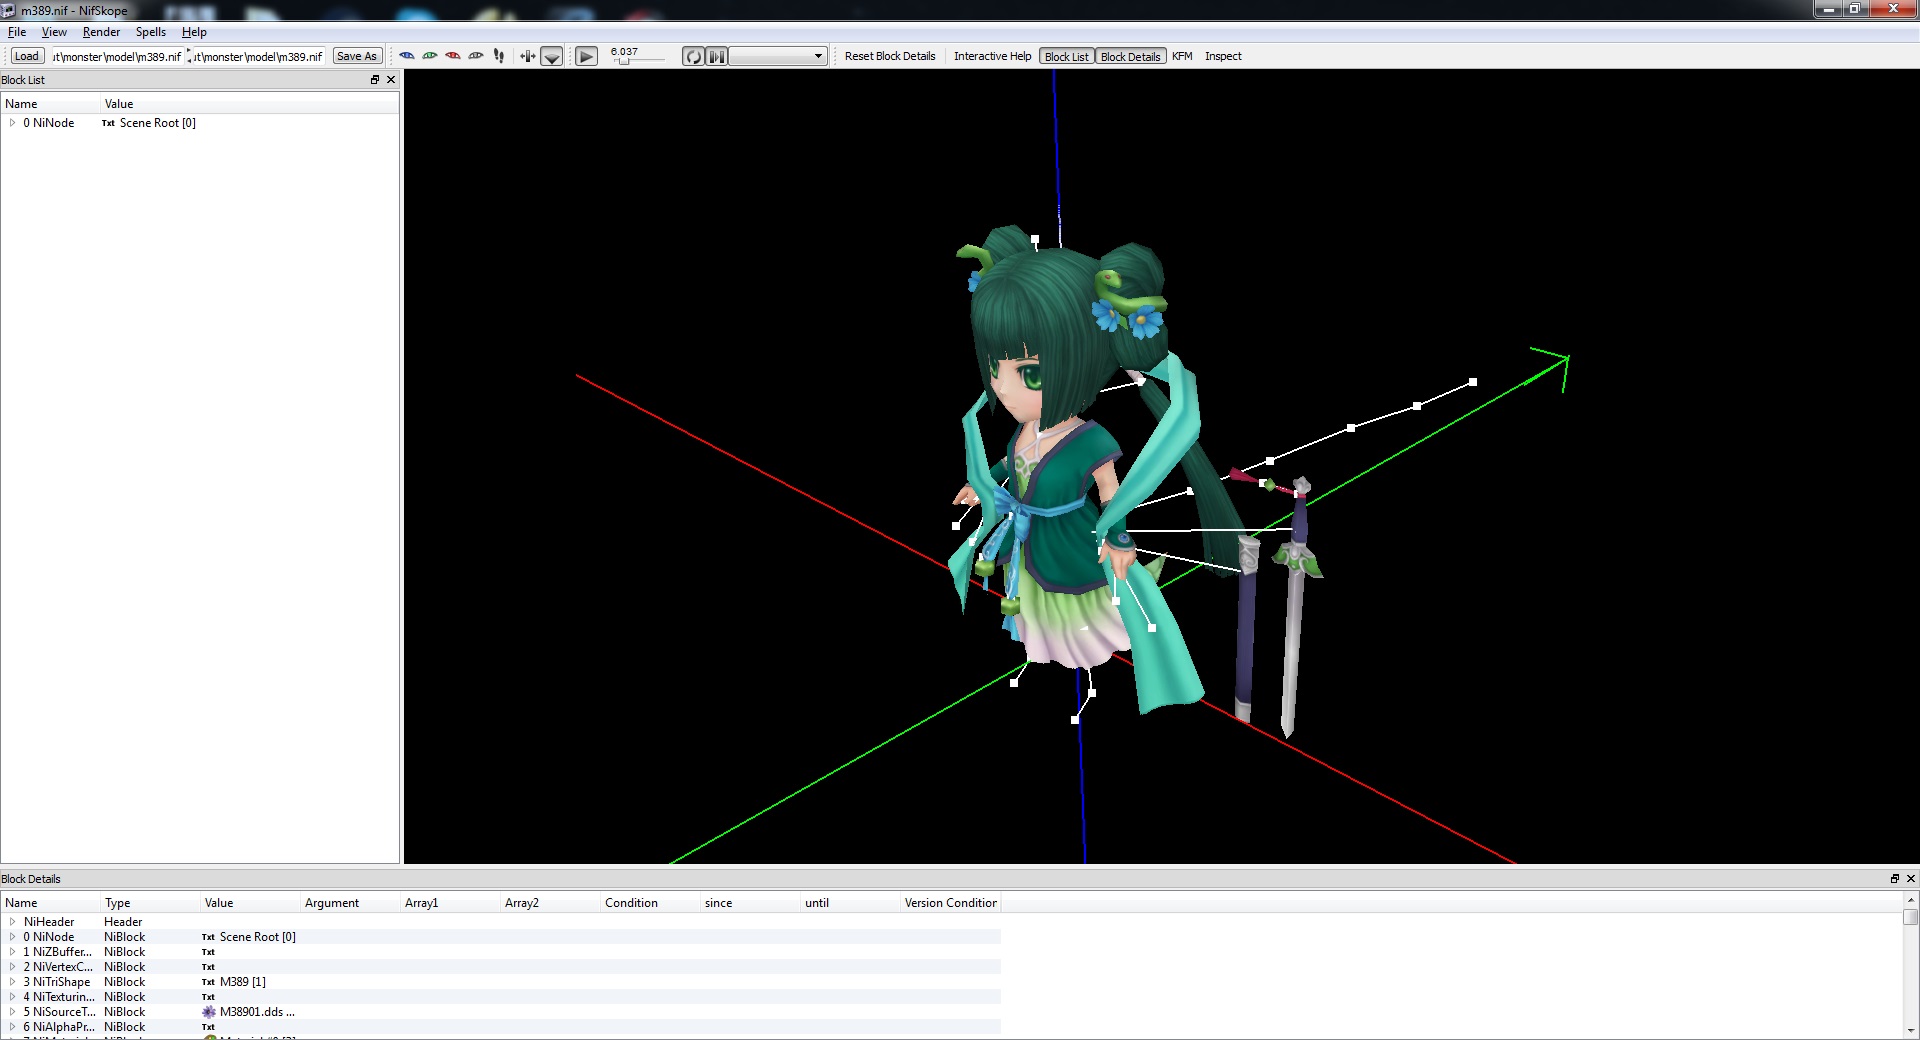 m389.nif - NifSkope
File View Render Spells Help
Load ut\monster\model\m389.nif ut\monster\model\m389.nif Save As 6.037 Reset Block Details Interactive Help Block List Block Details KFM Inspect
Block List
Name Value
0 NiNode Txt Scene Root [0]
Block Details
Name Type Value Argument Array1 Array2 Condition since until Version Condition
NiHeader Header
0 NiNode NiBlock Txt Scene Root [0]
1 NiZBuffer... NiBlock Txt
2 NiVertexC... NiBlock Txt
3 NiTriShape NiBlock Txt M389 [1]
4 NiTexturin... NiBlock Txt
5 NiSourceT... NiBlock M38901.dds ...
6 NiAlphaPr... NiBlock Txt